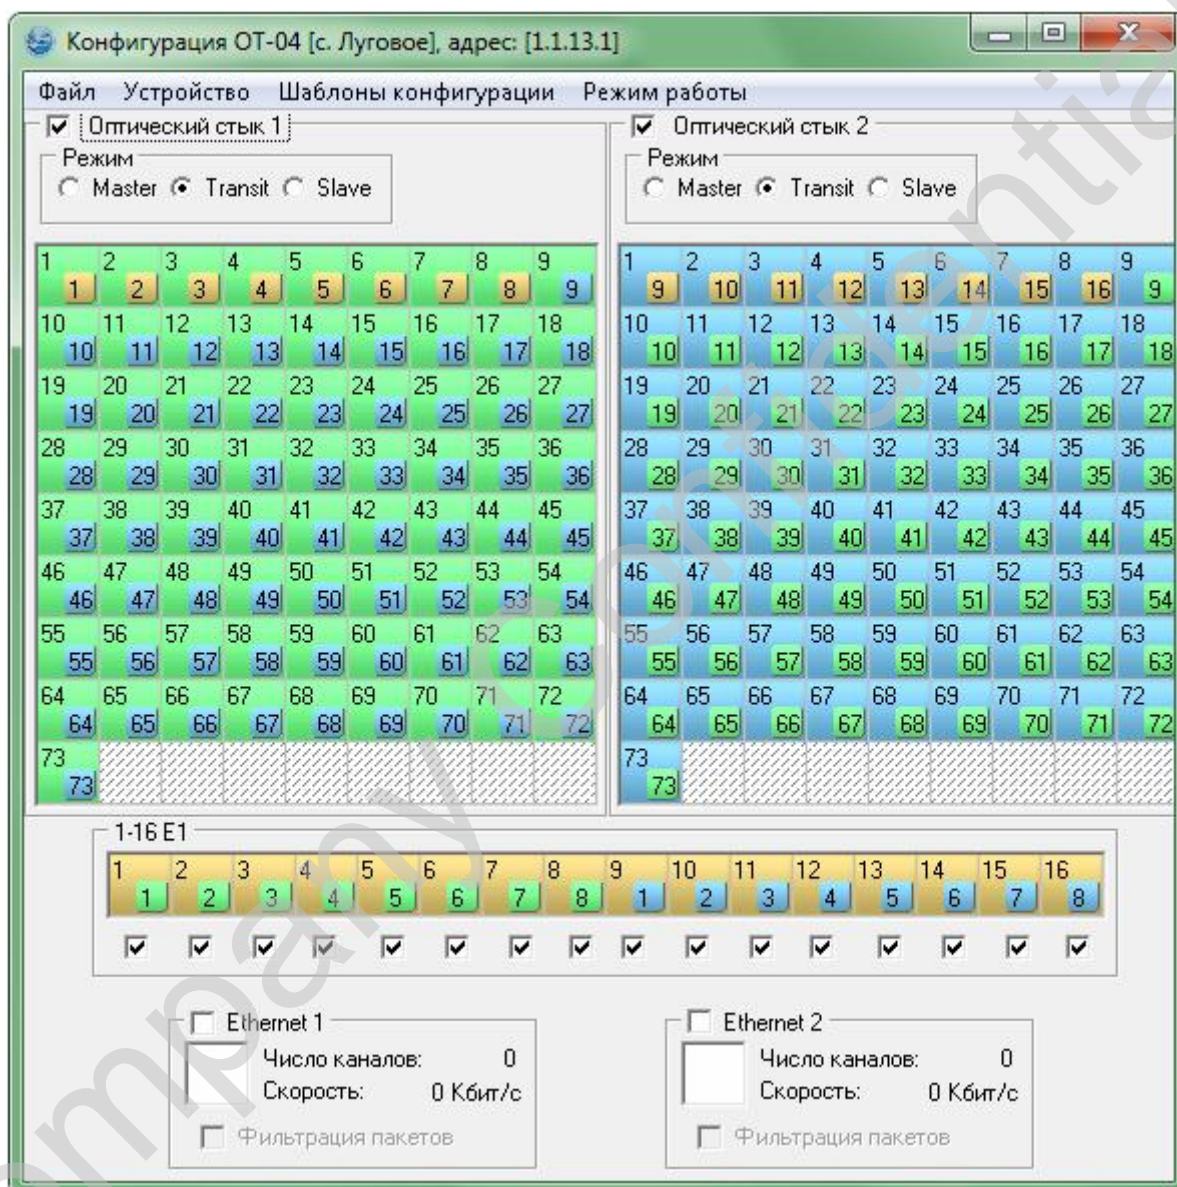 Конфигурация ОТ-04 [с. Луговое], адрес: [1.1.13.1]
Файл Устройство Шаблоны конфигурации Режим работы
Оптический стык 1
Режим
Master Transit Slave
1 2 3 4 5 6 7 8 9
1 2 3 4 5 6 7 8 9
10 11 12 13 14 15 16 17 18
10 11 12 13 14 15 16 17 18
19 20 21 22 23 24 25 26 27
19 20 21 22 23 24 25 26 27
28 29 30 31 32 33 34 35 36
28 29 30 31 32 33 34 35 36
37 38 39 40 41 42 43 44 45
37 38 39 40 41 42 43 44 45
46 47 48 49 50 51 52 53 54
46 47 48 49 50 51 52 53 54
55 56 57 58 59 60 61 62 63
55 56 57 58 59 60 61 62 63
64 65 66 67 68 69 70 71 72
64 65 66 67 68 69 70 71 72
73
73
Оптический стык 2
Режим
Master Transit Slave
1 2 3 4 5 6 7 8 9
9 10 11 12 13 14 15 16 9
10 11 12 13 14 15 16 17 18
10 11 12 13 14 15 16 17 18
19 20 21 22 23 24 25 26 27
19 20 21 22 23 24 25 26 27
28 29 30 31 32 33 34 35 36
28 29 30 31 32 33 34 35 36
37 38 39 40 41 42 43 44 45
37 38 39 40 41 42 43 44 45
46 47 48 49 50 51 52 53 54
46 47 48 49 50 51 52 53 54
55 56 57 58 59 60 61 62 63
55 56 57 58 59 60 61 62 63
64 65 66 67 68 69 70 71 72
64 65 66 67 68 69 70 71 72
73
73
1-16 E1
1 2 3 4 5 6 7 8 9 10 11 12 13 14 15 16
1 2 3 4 5 6 7 8 1 2 3 4 5 6 7 8
Ethernet 1
Число каналов: 0
Скорость: 0 Кбит/с
Фильтрация пакетов
Ethernet 2
Число каналов: 0
Скорость: 0 Кбит/с
Фильтрация пакетов
ompany Confidentia